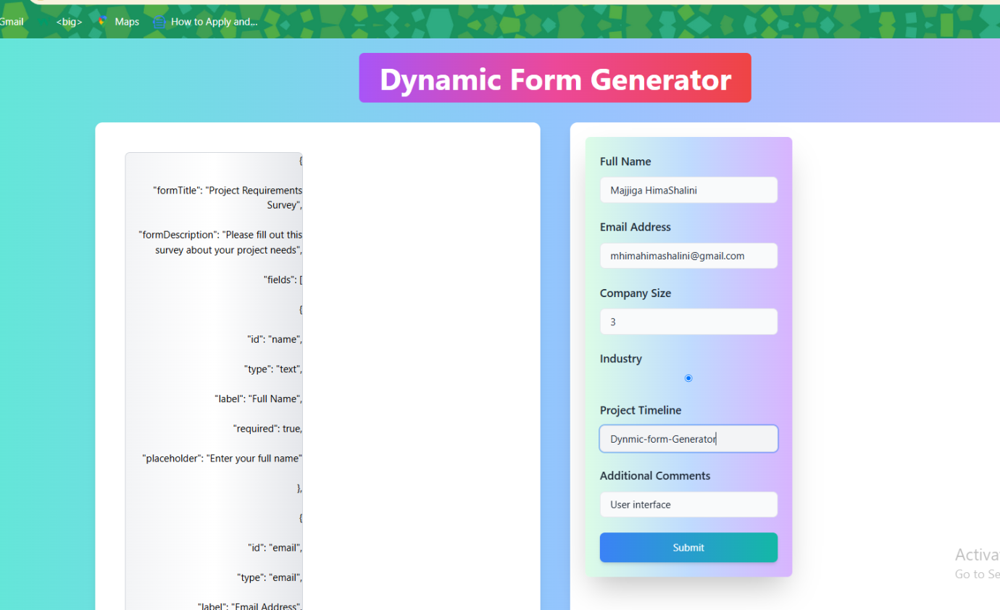 Gmail
<big>
Maps
How to Apply and...
Dynamic Form Generator
{
"formTitle": "Project Requirements
Survey",
"formDescription": "Please fill out this
survey about your project needs",
"fields": [
{
"id": "name",
"type": "text",
"label": "Full Name",
"required": true,
"placeholder": "Enter your full name"
},
{
"id": "email",
"type": "email",
"label": "Email Address",
Full Name
Majjiga HimaShalini
Email Address
mhimahimashalini@gmail.com
Company Size
3
Industry
Project Timeline
Dynmic-form-Generator
Additional Comments
User interface
Submit
Activa
Go to Se